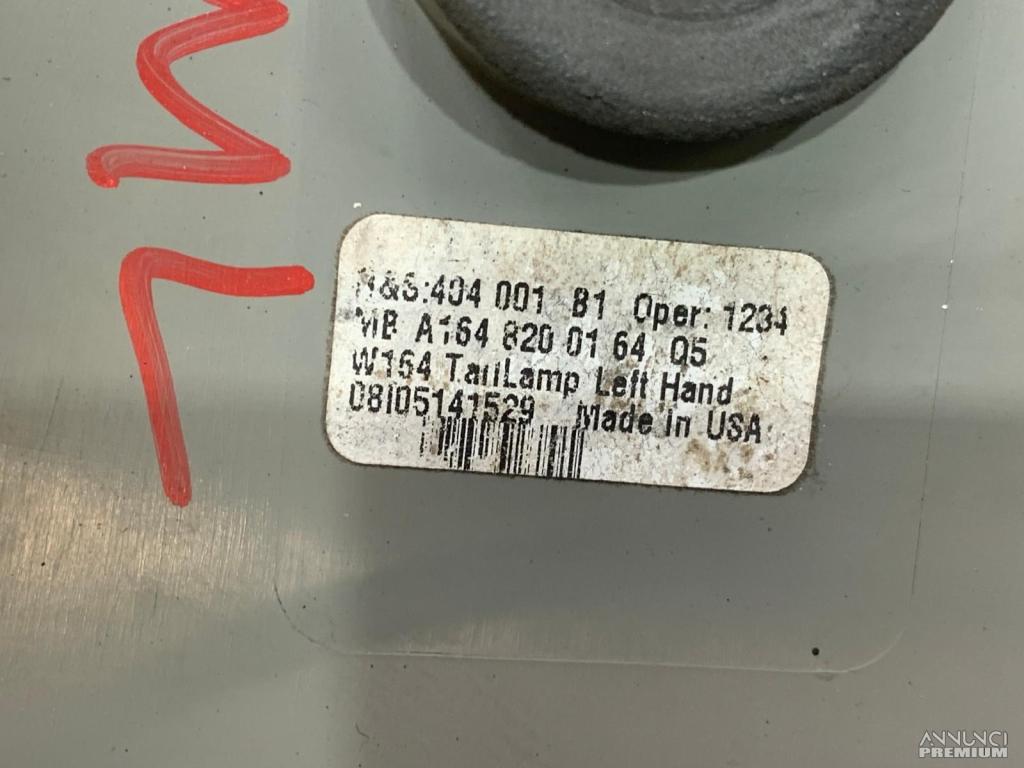 R&S:404 001 B1 Oper: 1234
MB A164 820 01 64 Q5
W164 TailLamp Left Hand
08I05141529 Made in USA
ANNUNCI
PREMIUM